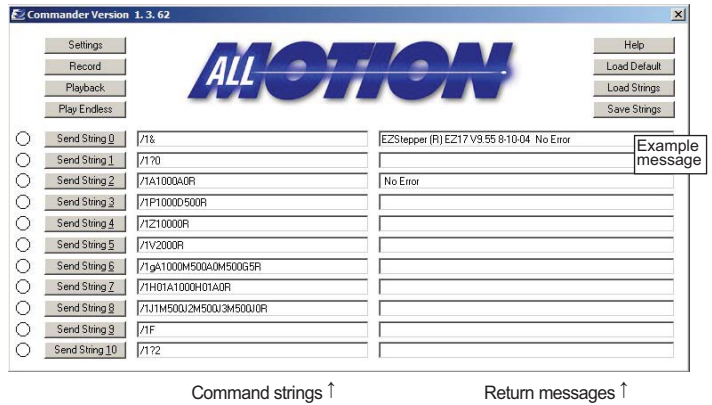 Commander Version 1. 3. 62
Settings
Record
Playback
Play Endless
ALL MOTION
Help
Load Default
Load Strings
Save Strings
Send String 0 /1& EZStepper (R) EZ17 V9.55 8-10-04 No Error
Example message
Send String 1 /1?0
Send String 2 /1A1000A0R No Error
Send String 3 /1P1000D500R
Send String 4 /1Z10000R
Send String 5 /1V2000R
Send String 6 /1gA1000M500A0M500G5R
Send String 7 /1H01A1000H01A0R
Send String 8 /1J1M500J2M500J3M500J0R
Send String 9 /1F
Send String 10 /1?2
Command strings ↑ Return messages ↑